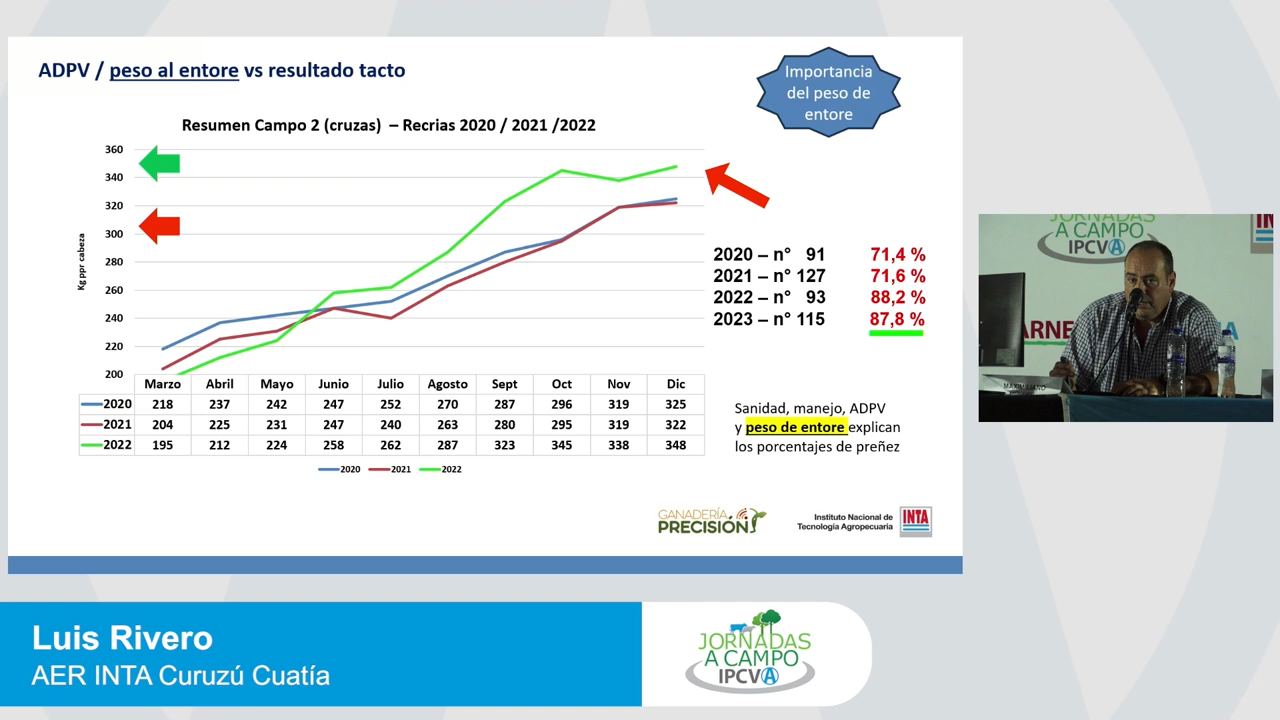 ADPV / peso al entore vs resultado tacto
Importancia
del peso de
entore
Resumen Campo 2 (cruzas) – Recrias 2020 / 2021 /2022
360
340
320
300
280
260
240
220
200
Kg ppr cabeza
Marzo Abril Mayo Junio Julio Agosto Sept Oct Nov Dic
2020 218 237 242 247 252 270 287 296 319 325
2021 204 225 231 247 240 263 280 295 319 322
2022 195 212 224 258 262 287 323 345 338 348
2020 2021 2022
2020 – n° 91 71,4 %
2021 – n° 127 71,6 %
2022 – n° 93 88,2 %
2023 – n° 115 87,8 %
Sanidad, manejo, ADPV
y peso de entore explican
los porcentajes de preñez
GANADERÍA
PRECISIÓN
Instituto Nacional de
Tecnología Agropecuaria
INTA
JORNADAS
A CAMPO
IPCVA
IN
ARNE
A
MAXIMILIANO
Luis Rivero
AER INTA Curuzú Cuatía
JORNADAS
A CAMPO
IPCVA